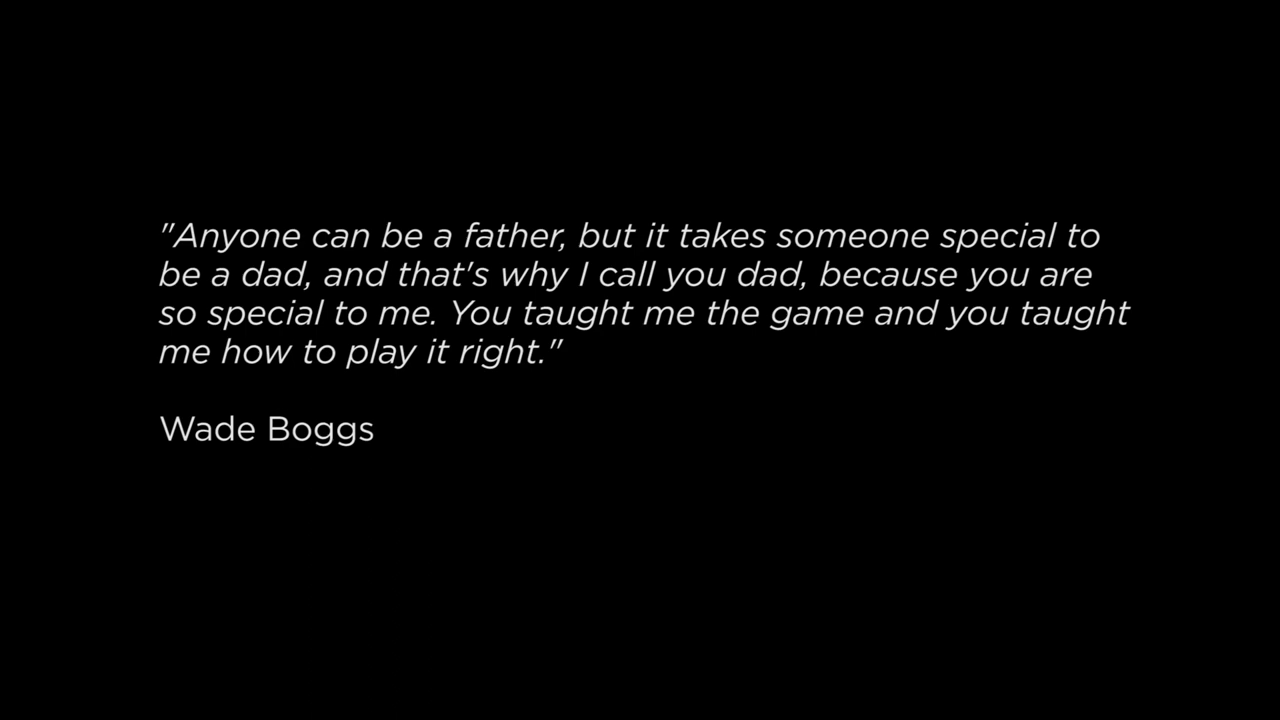 "Anyone can be a father, but it takes someone special to
be a dad, and that's why I call you dad, because you are
so special to me. You taught me the game and you taught
me how to play it right."
Wade Boggs